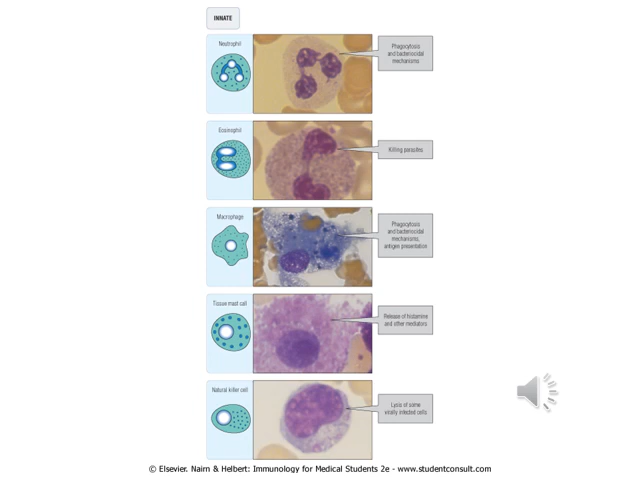 INNATE
Neutrophil
Phagocytosis
and bacteriocidal
mechanisms
Eosinophil
Killing parasites
Macrophage
Phagocytosis
and bacteriocidal
mechanisms,
antigen presentation
Tissue mast cell
Release of histamine
and other mediators
Natural killer cell
Lysis of some
virally infected cells
© Elsevier. Nairn & Helbert: Immunology for Medical Students 2e - www.studentconsult.com